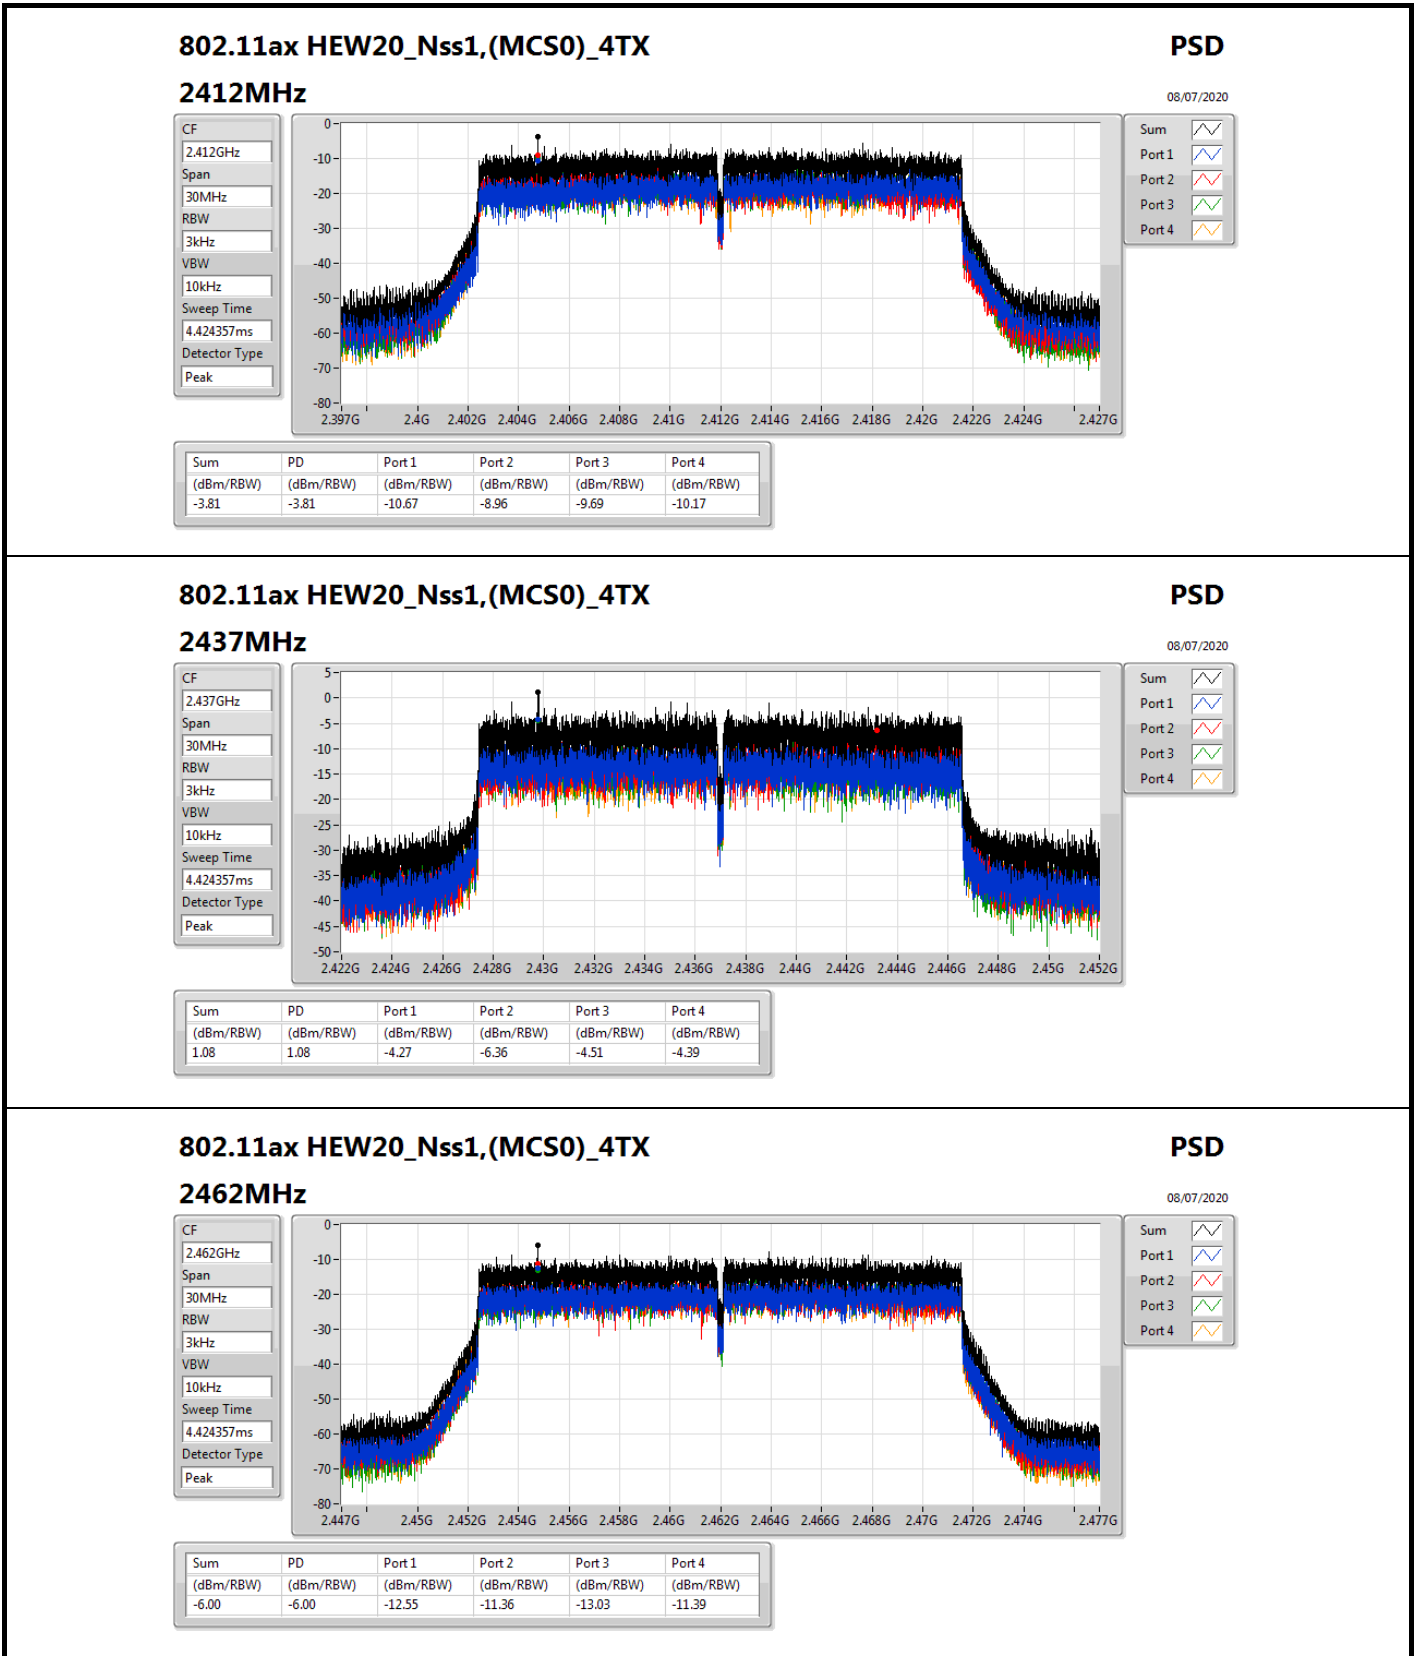 802.11ax HEW20_Nss1,(MCS0)_4TX PSD
2412MHz 08/07/2020
CF
2.412GHz
Span
30MHz
RBW
3kHz
VBW
10kHz
Sweep Time
4.424357ms
Detector Type
Peak
0
-10
-20
-30
-40
-50
-60
-70
-80
2.397G 2.4G 2.402G 2.404G 2.406G 2.408G 2.41G 2.412G 2.414G 2.416G 2.418G 2.42G 2.422G 2.424G 2.427G
Sum
Port 1
Port 2
Port 3
Port 4
Sum PD Port 1 Port 2 Port 3 Port 4
(dBm/RBW) (dBm/RBW) (dBm/RBW) (dBm/RBW) (dBm/RBW) (dBm/RBW)
-3.81 -3.81 -10.67 -8.96 -9.69 -10.17
802.11ax HEW20_Nss1,(MCS0)_4TX PSD
2437MHz 08/07/2020
CF
2.437GHz
Span
30MHz
RBW
3kHz
VBW
10kHz
Sweep Time
4.424357ms
Detector Type
Peak
5
0
-5
-10
-15
-20
-25
-30
-35
-40
-45
-50
2.422G 2.424G 2.426G 2.428G 2.43G 2.432G 2.434G 2.436G 2.438G 2.44G 2.442G 2.444G 2.446G 2.448G 2.45G 2.452G
Sum
Port 1
Port 2
Port 3
Port 4
Sum PD Port 1 Port 2 Port 3 Port 4
(dBm/RBW) (dBm/RBW) (dBm/RBW) (dBm/RBW) (dBm/RBW) (dBm/RBW)
1.08 1.08 -4.27 -6.36 -4.51 -4.39
802.11ax HEW20_Nss1,(MCS0)_4TX PSD
2462MHz 08/07/2020
CF
2.462GHz
Span
30MHz
RBW
3kHz
VBW
10kHz
Sweep Time
4.424357ms
Detector Type
Peak
0
-10
-20
-30
-40
-50
-60
-70
-80
2.447G 2.45G 2.452G 2.454G 2.456G 2.458G 2.46G 2.462G 2.464G 2.466G 2.468G 2.47G 2.472G 2.474G 2.477G
Sum
Port 1
Port 2
Port 3
Port 4
Sum PD Port 1 Port 2 Port 3 Port 4
(dBm/RBW) (dBm/RBW) (dBm/RBW) (dBm/RBW) (dBm/RBW) (dBm/RBW)
-6.00 -6.00 -12.55 -11.36 -13.03 -11.39